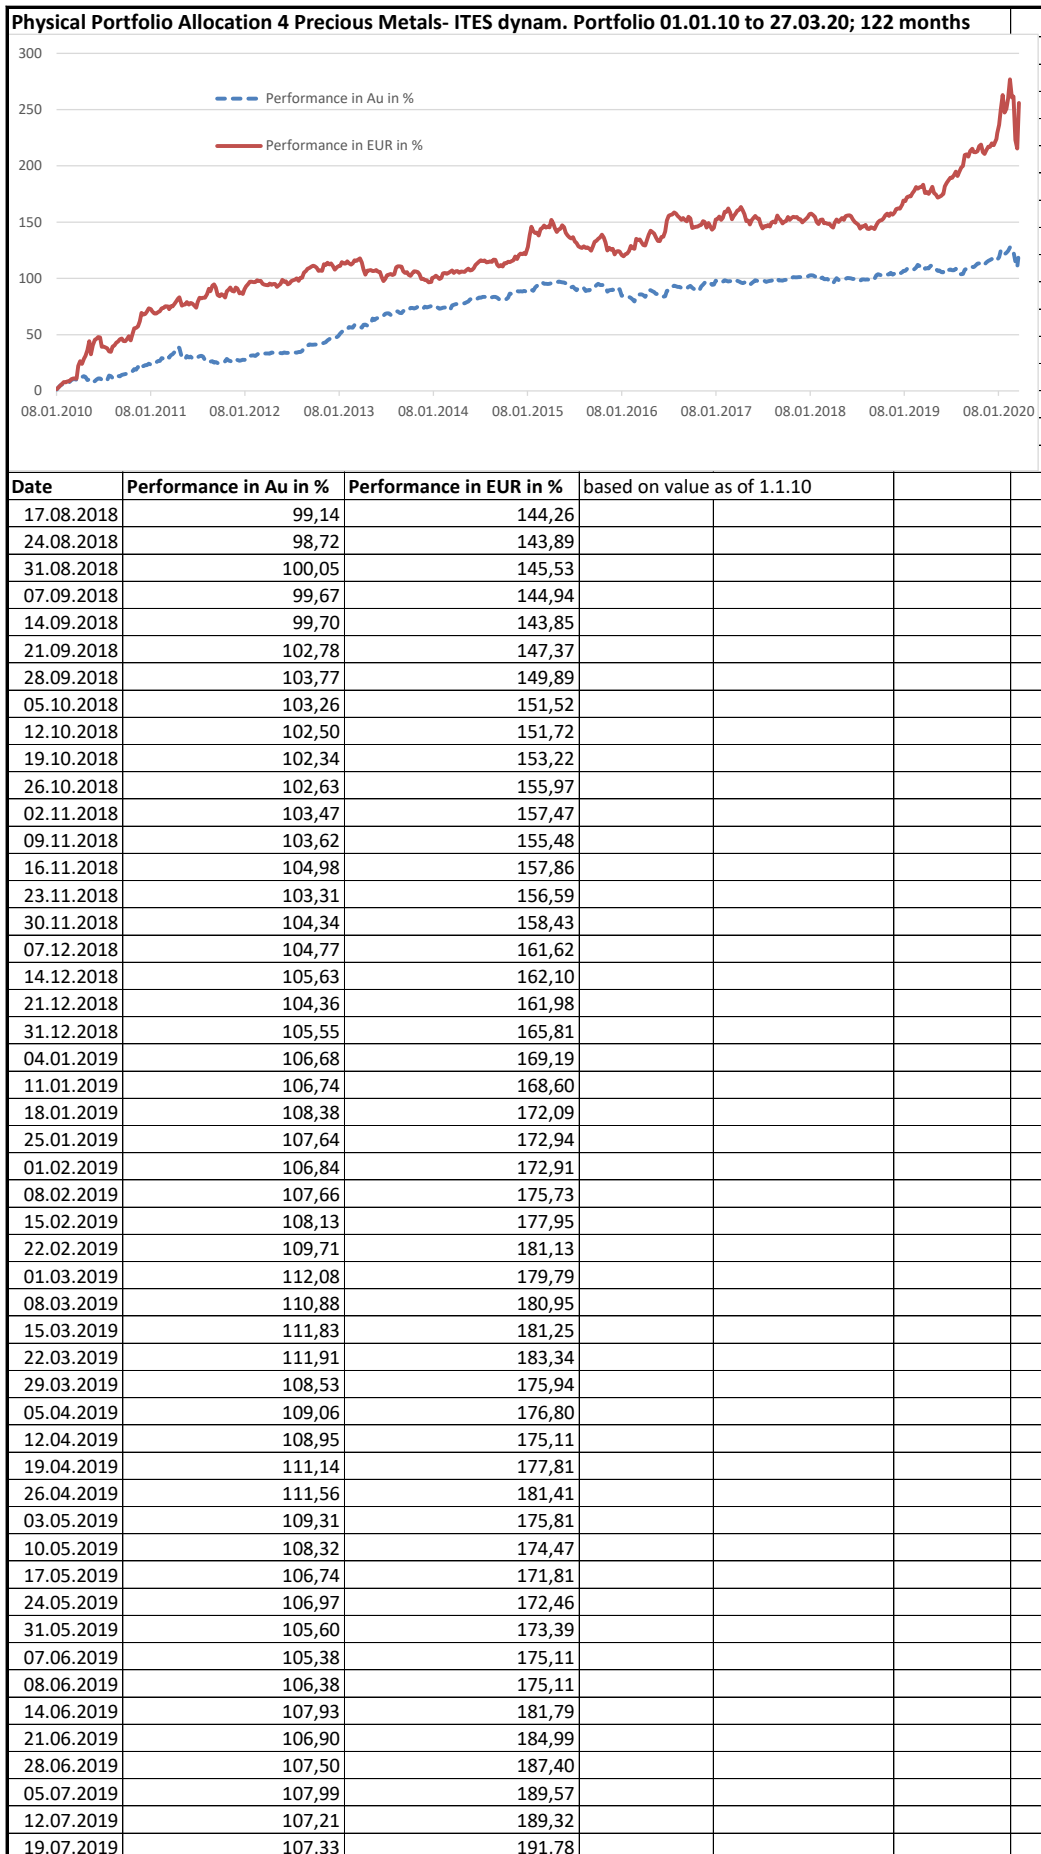 Physical Portfolio Allocation 4 Precious Metals- ITES dynam. Portfolio 01.01.10 to 27.03.20; 122 months
300
250
200
150
100
50
0
Performance in Au in %
Performance in EUR in %
08.01.2010 08.01.2011 08.01.2012 08.01.2013 08.01.2014 08.01.2015 08.01.2016 08.01.2017 08.01.2018 08.01.2019 08.01.2020
Date Performance in Au in % Performance in EUR in % based on value as of 1.1.10
17.08.2018 99,14 144,26
24.08.2018 98,72 143,89
31.08.2018 100,05 145,53
07.09.2018 99,67 144,94
14.09.2018 99,70 143,85
21.09.2018 102,78 147,37
28.09.2018 103,77 149,89
05.10.2018 103,26 151,52
12.10.2018 102,50 151,72
19.10.2018 102,34 153,22
26.10.2018 102,63 155,97
02.11.2018 103,47 157,47
09.11.2018 103,62 155,48
16.11.2018 104,98 157,86
23.11.2018 103,31 156,59
30.11.2018 104,34 158,43
07.12.2018 104,77 161,62
14.12.2018 105,63 162,10
21.12.2018 104,36 161,98
31.12.2018 105,55 165,81
04.01.2019 106,68 169,19
11.01.2019 106,74 168,60
18.01.2019 108,38 172,09
25.01.2019 107,64 172,94
01.02.2019 106,84 172,91
08.02.2019 107,66 175,73
15.02.2019 108,13 177,95
22.02.2019 109,71 181,13
01.03.2019 112,08 179,79
08.03.2019 110,88 180,95
15.03.2019 111,83 181,25
22.03.2019 111,91 183,34
29.03.2019 108,53 175,94
05.04.2019 109,06 176,80
12.04.2019 108,95 175,11
19.04.2019 111,14 177,81
26.04.2019 111,56 181,41
03.05.2019 109,31 175,81
10.05.2019 108,32 174,47
17.05.2019 106,74 171,81
24.05.2019 106,97 172,46
31.05.2019 105,60 173,39
07.06.2019 105,38 175,11
08.06.2019 106,38 175,11
14.06.2019 107,93 181,79
21.06.2019 106,90 184,99
28.06.2019 107,50 187,40
05.07.2019 107,99 189,57
12.07.2019 107,21 189,32
19.07.2019 107,33 191,78